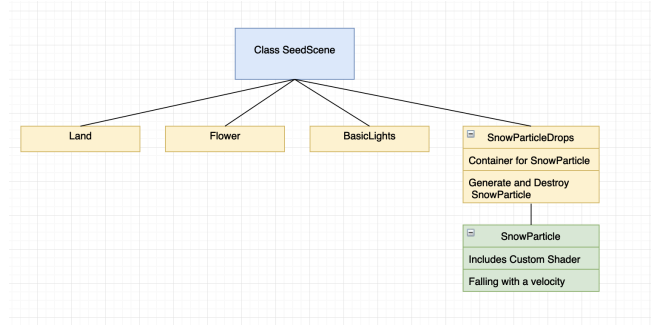 Class SeedScene
Land
Flower
BasicLights
SnowParticleDrops
Container for SnowParticle
Generate and Destroy
SnowParticle
SnowParticle
Includes Custom Shader
Falling with a velocity